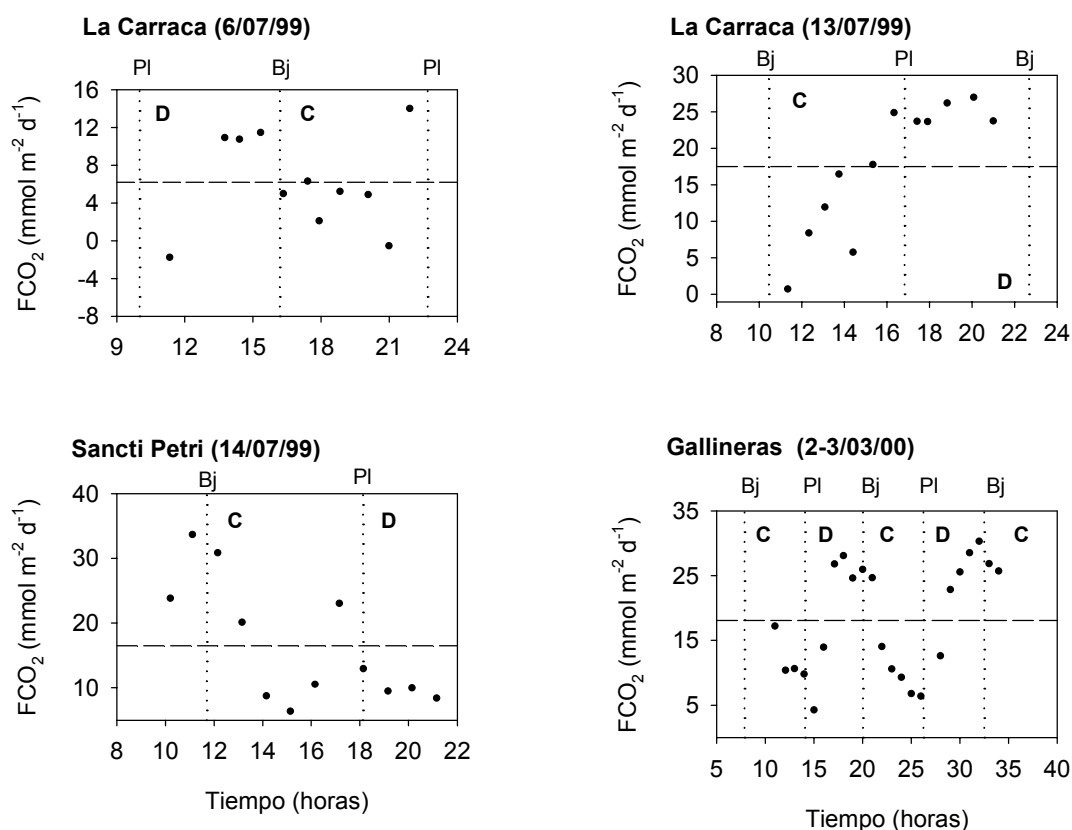 La Carraca (6/07/99)
Pl Bj Pl
D C
16
12
8
4
0
-4
-8
FCO₂ (mmol m⁻² d⁻¹)
9 12 15 18 21 24
La Carraca (13/07/99)
Bj Pl Bj
C
D
30
25
20
15
10
5
0
FCO₂ (mmol m⁻² d⁻¹)
8 10 12 14 16 18 20 22 24
Sancti Petri (14/07/99)
Bj Pl
C D
40
30
20
10
FCO₂ (mmol m⁻² d⁻¹)
8 10 12 14 16 18 20 22
Tiempo (horas)
Gallineras (2-3/03/00)
Bj Pl Bj Pl Bj
C D C D C
35
25
15
5
FCO₂ (mmol m⁻² d⁻¹)
5 10 15 20 25 30 35 40
Tiempo (horas)